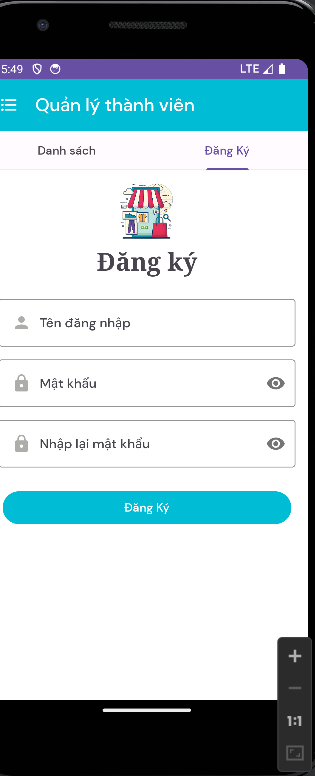 5:49 LTE
Quản lý thành viên
Danh sách Đăng Ký
Đăng ký
Tên đăng nhập
Mật khẩu
Nhập lại mật khẩu
Đăng Ký
1:1